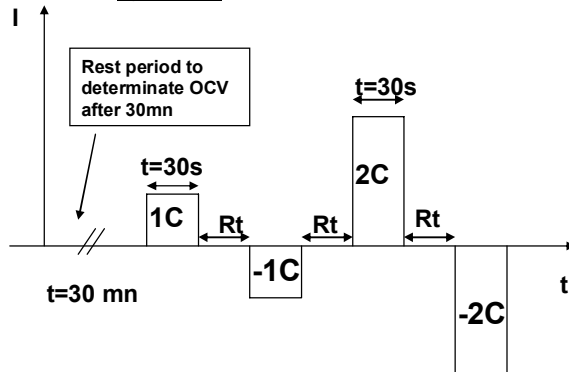 I
Rest period to
determinate OCV
after 30mn
t=30s
t=30s
1C
2C
Rt
Rt
Rt
-1C
-2C
t=30 mn
t